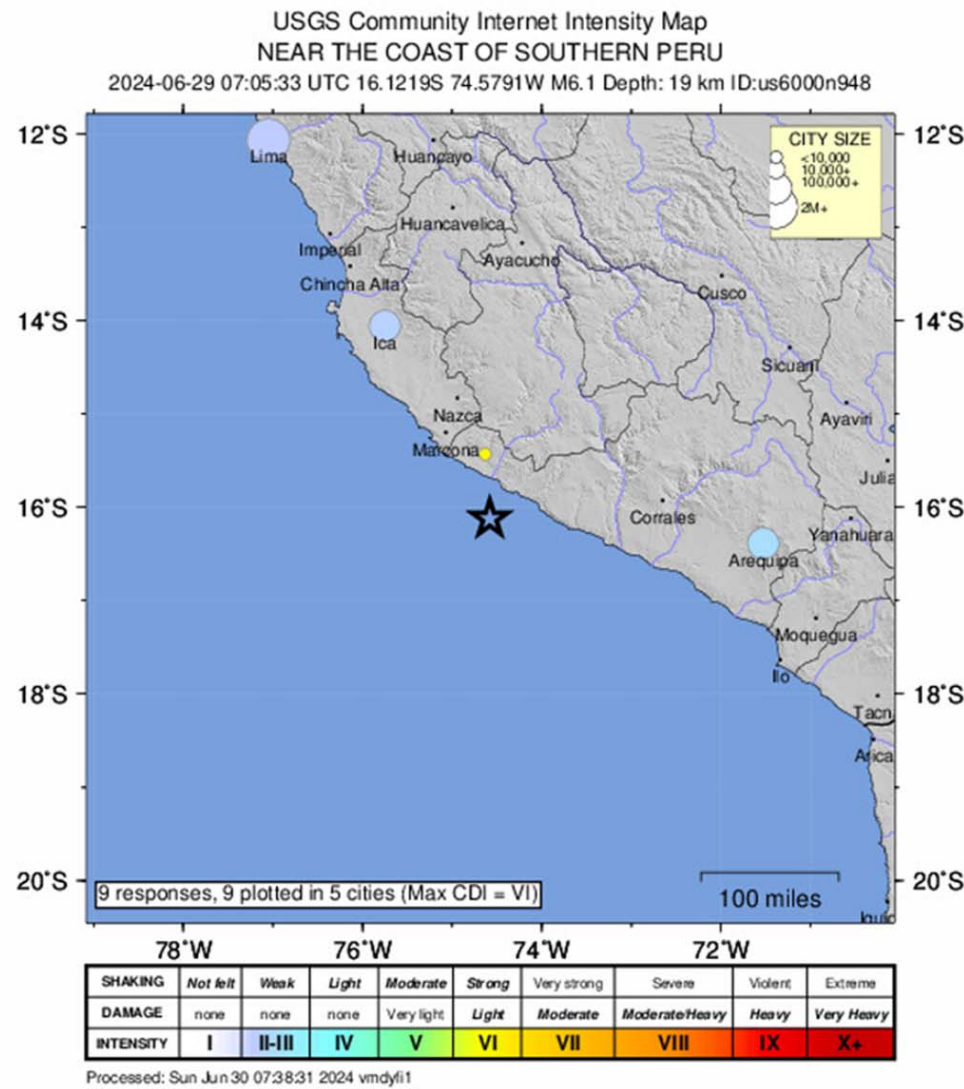 USGS Community Internet Intensity Map
NEAR THE COAST OF SOUTHERN PERU
2024-06-29 07:05:33 UTC 16.1219S 74.5791W M6.1 Depth: 19 km ID:us6000n948
12°S
12°S
CITY SIZE
<10,000
10,000+
100,000+
2M+
Lima
Huancayo
Huancavelica
Imperial
Ayacucho
Chincha Alta
Cusco
14°S
14°S
Ica
Sicuani
Nazca
Ayaviri
Marcona
Julia
16°S
16°S
Corrales
Yanahuara
Arequipa
Moquegua
Ilo
18°S
18°S
Tacn
Arica
20°S
20°S
9 responses, 9 plotted in 5 cities (Max CDI = VI)
100 miles
Iqui
78°W 76°W 74°W 72°W
SHAKING Not felt Weak Light Moderate Strong Very strong Severe Violent Extreme
DAMAGE none none none Very light Light Moderate Moderate/Heavy Heavy Very Heavy
INTENSITY I II-III IV V VI VII VIII IX X+
Processed: Sun Jun 30 07:38:31 2024 vmdyfi1